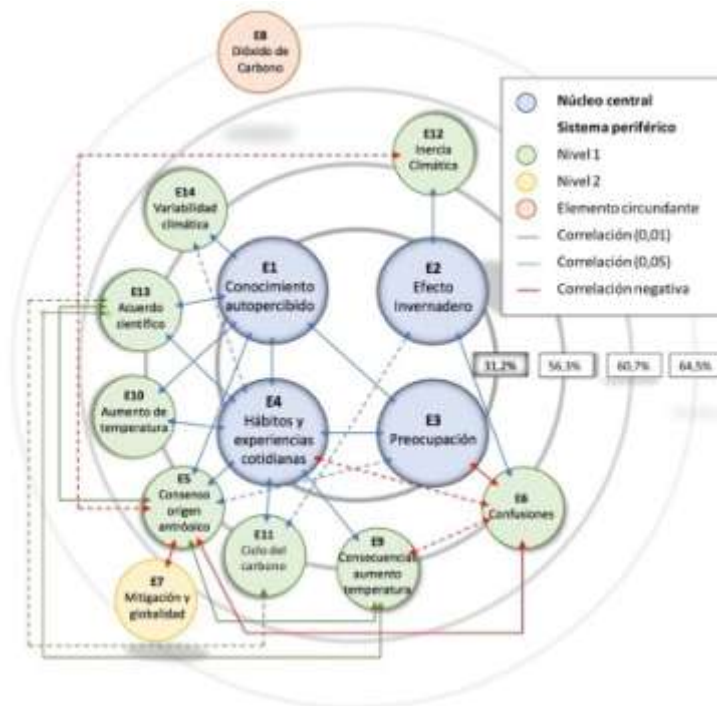 E8
Dióxido de
Carbono
E12
Inercia
Climática
E14
Variabilidad
climática
E13
Acuerdo
científico
E1
Conocimiento
autopercibido
E2
Efecto
Invernadero
E10
Aumento de
temperatura
E4
Hábitos y
experiencias
cotidianas
E3
Preocupación
E5
Consenso
origen
antrópico
E11
Ciclo del
carbono
E9
Consecuencias
aumento
temperatura
E6
Confusiones
E7
Mitigación y
globalidad
Núcleo central
Sistema periférico
Nivel 1
Nivel 2
Elemento circundante
Correlación (0,01)
Correlación (0,05)
Correlación negativa
31,2%
56,3%
60,7%
64,5%